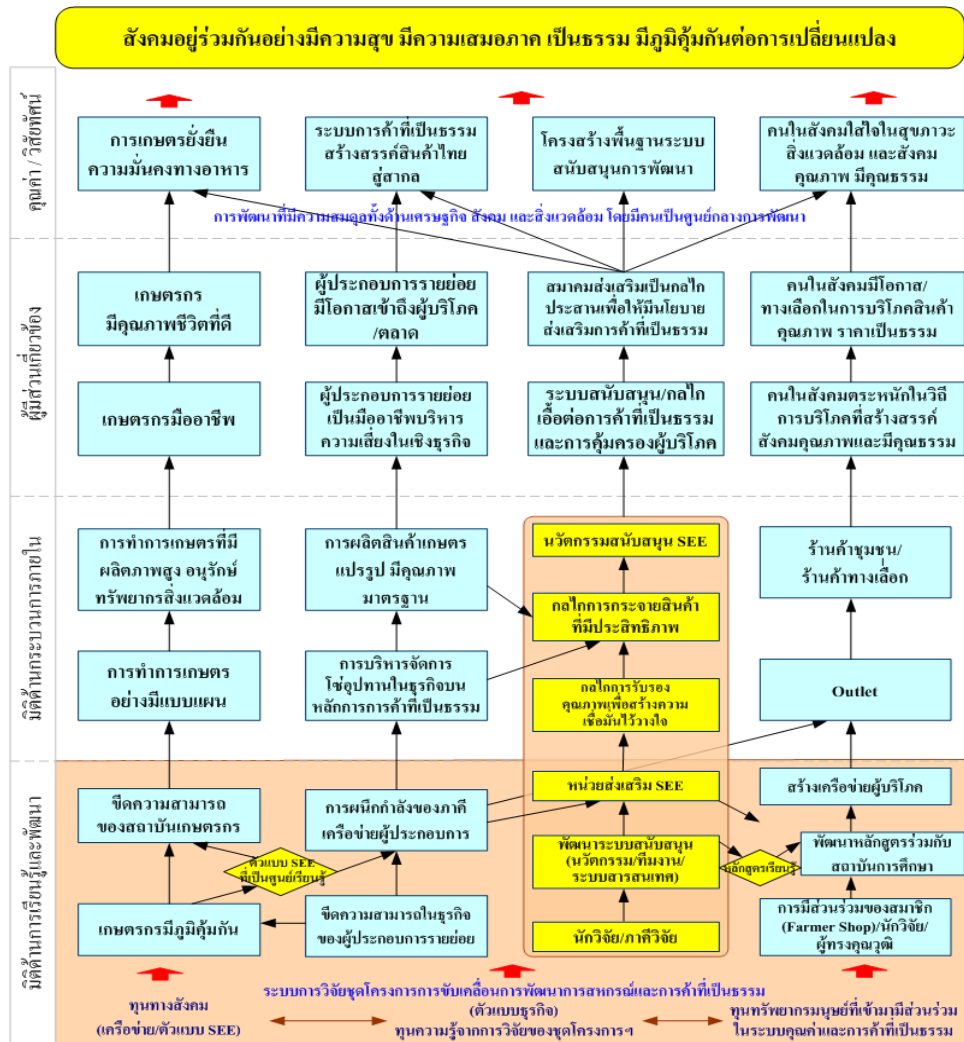 สังคมอยู่ร่วมกันอย่างมีความสุข มีความเสมอภาค เป็นธรรม มีภูมิคุ้มกันต่อการเปลี่ยนแปลง
คุณค่า / วิสัยทัศน์
การเกษตรยั่งยืน
ความมั่นคงทางอาหาร
ระบบการค้าที่เป็นธรรม
สร้างสรรค์สินค้าไทย
สู่สากล
โครงสร้างพื้นฐานระบบ
สนับสนุนการพัฒนา
คนในสังคมใส่ใจในสุขภาวะ
สิ่งแวดล้อม และสังคม
คุณภาพ มีคุณธรรม
การพัฒนาที่มีความสมดุลทั้งด้านเศรษฐกิจ สังคม และสิ่งแวดล้อม โดยมีคนเป็นศูนย์กลางการพัฒนา
ผู้มีส่วนเกี่ยวข้อง
เกษตรกร
มีคุณภาพชีวิตที่ดี
ผู้ประกอบการรายย่อย
มีโอกาสเข้าถึงผู้บริโภค
/ตลาด
สมาคมส่งเสริมเป็นกลไก
ประสานเพื่อให้มีนโยบาย
ส่งเสริมการค้าที่เป็นธรรม
คนในสังคมมีโอกาส/
ทางเลือกในการบริโภคสินค้า
คุณภาพ ราคาเป็นธรรม
เกษตรกรมืออาชีพ
ผู้ประกอบการรายย่อย
เป็นมืออาชีพบริหาร
ความเสี่ยงในเชิงธุรกิจ
ระบบสนับสนุน/กลไก
เอื้อต่อการค้าที่เป็นธรรม
และการคุ้มครองผู้บริโภค
คนในสังคมตระหนักในวิถี
การบริโภคที่สร้างสรรค์
สังคมคุณภาพและมีคุณธรรม
มิติด้านกระบวนการภายใน
การทำการเกษตรที่มี
ผลิตภาพสูง อนุรักษ์
ทรัพยากรสิ่งแวดล้อม
การผลิตสินค้าเกษตร
แปรรูป มีคุณภาพ
มาตรฐาน
นวัตกรรมสนับสนุน SEE
กลไกการกระจายสินค้า
ที่มีประสิทธิภาพ
ร้านค้าชุมชน/
ร้านค้าทางเลือก
การทำการเกษตร
อย่างมีแบบแผน
การบริหารจัดการ
โซ่อุปทานในธุรกิจบน
หลักการการค้าที่เป็นธรรม
กลไกการรับรอง
คุณภาพเพื่อสร้างความ
เชื่อมั่นไว้วางใจ
Outlet
มิติด้านการเรียนรู้และพัฒนา
ขีดความสามารถ
ของสถาบันเกษตรกร
การผนึกกำลังของภาคี
เครือข่ายผู้ประกอบการ
หน่วยส่งเสริม SEE
สร้างเครือข่ายผู้บริโภค
ตัวแบบ SEE
ที่เป็นศูนย์เรียนรู้
พัฒนาระบบสนับสนุน
(นวัตกรรม/ทีมงาน/
ระบบสารสนเทศ)
หลักสูตรเรียนรู้
พัฒนาหลักสูตรร่วมกับ
สถาบันการศึกษา
เกษตรกรมีภูมิคุ้มกัน
ขีดความสามารถในธุรกิจ
ของผู้ประกอบการรายย่อย
นักวิจัย/ภาคีวิจัย
การมีส่วนร่วมของสมาชิก
(Farmer Shop)/นักวิจัย/
ผู้ทรงคุณวุฒิ
ระบบการวิจัยชุดโครงการการขับเคลื่อนการพัฒนาการสหกรณ์และการค้าที่เป็นธรรม
(ตัวแบบธุรกิจ)
ทุนทางสังคม
(เครือข่าย/ตัวแบบ SEE)
ทุนความรู้จากการวิจัยของชุดโครงการฯ
ทุนทรัพยากรมนุษย์ที่เข้ามามีส่วนร่วม
ในระบบคุณค่าและการค้าที่เป็นธรรม